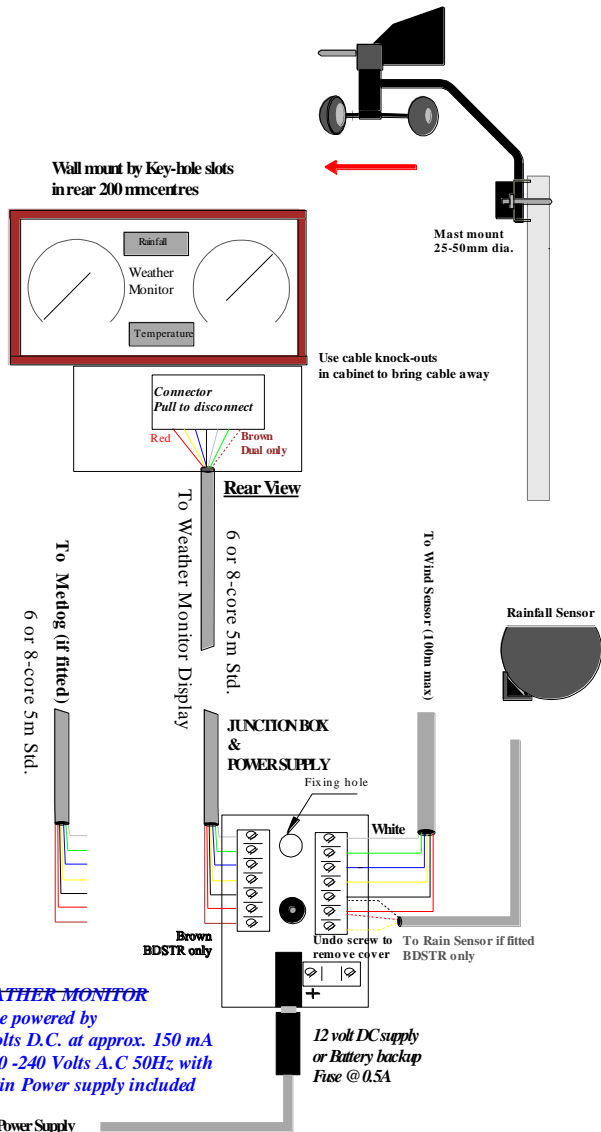 Wall mount by Key-hole slots
in rear 200 mm centres
Mast mount
25-50mm dia.
Rainfall
Weather
Monitor
Temperature
Use cable knock-outs
in cabinet to bring cable away
Connector
Pull to disconnect
Red
Brown
Dual only
Rear View
To Metlog (if fitted)
6 or 8-core 5m Std.
To Weather Monitor Display
6 or 8-core 5m Std.
To Wind Sensor (100m max)
Rainfall Sensor
JUNCTION BOX
&
POWER SUPPLY
Fixing hole
White
Brown
BDSTR only
Undo screw to
remove cover
To Rain Sensor if fitted
BDSTR only
+
ATHER MONITOR
e powered by
olts D.C. at approx. 150 mA
0 -240 Volts A.C 50Hz with
in Power supply included
12 volt DC supply
or Battery backup
Fuse @ 0.5A
Power Supply